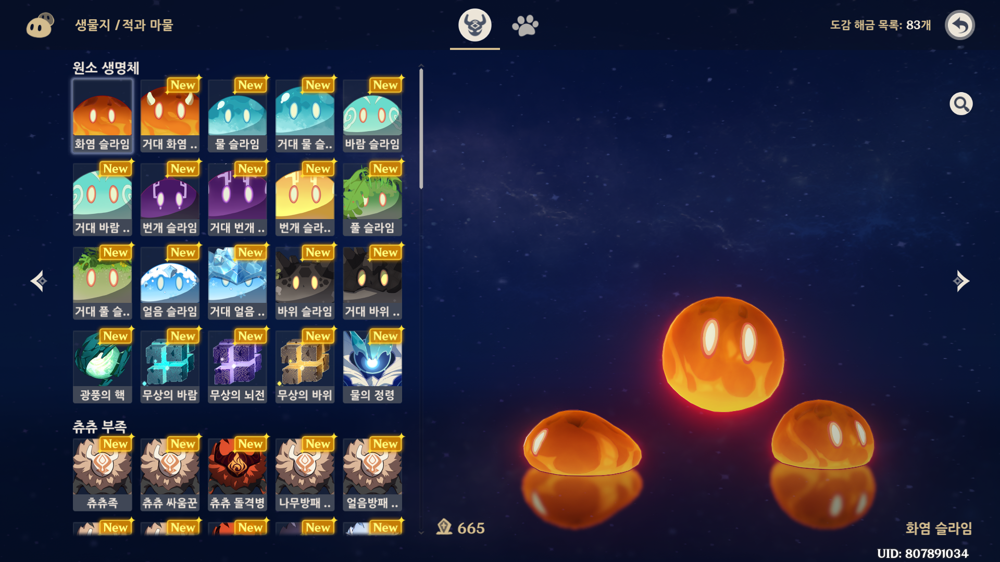 생물지 / 적과 마물
도감 해금 목록: 83개
원소 생명체
New New New New
화염 슬라임 거대 화염 .. 물 슬라임 거대 물 슬.. 바람 슬라임
New New New New New
거대 바람 .. 번개 슬라임 거대 번개 .. 번개 슬라.. 풀 슬라임
New New New New New
거대 풀 슬.. 얼음 슬라임 거대 얼음 .. 바위 슬라임 거대 바위 ..
New New New New New
광풍의 핵 무상의 바람 무상의 뇌전 무상의 바위 물의 정령
츄츄 부족
New New New New New
츄츄족 츄츄 싸움꾼 츄츄 돌격병 나무방패 .. 얼음방패 ..
New New New New New
665
화염 슬라임
UID: 807891034